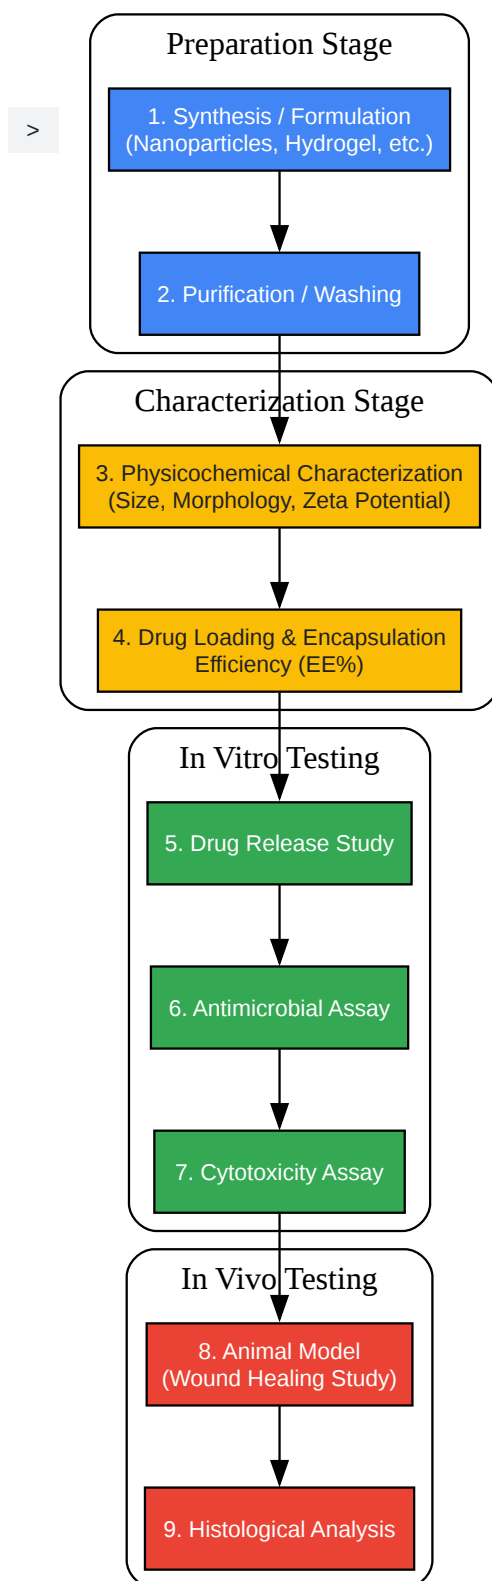 Preparation Stage
>
1. Synthesis / Formulation
(Nanoparticles, Hydrogel, etc.)
2. Purification / Washing
Characterization Stage
3. Physicochemical Characterization
(Size, Morphology, Zeta Potential)
4. Drug Loading & Encapsulation
Efficiency (EE%)
In Vitro Testing
5. Drug Release Study
6. Antimicrobial Assay
7. Cytotoxicity Assay
In Vivo Testing
8. Animal Model
(Wound Healing Study)
9. Histological Analysis